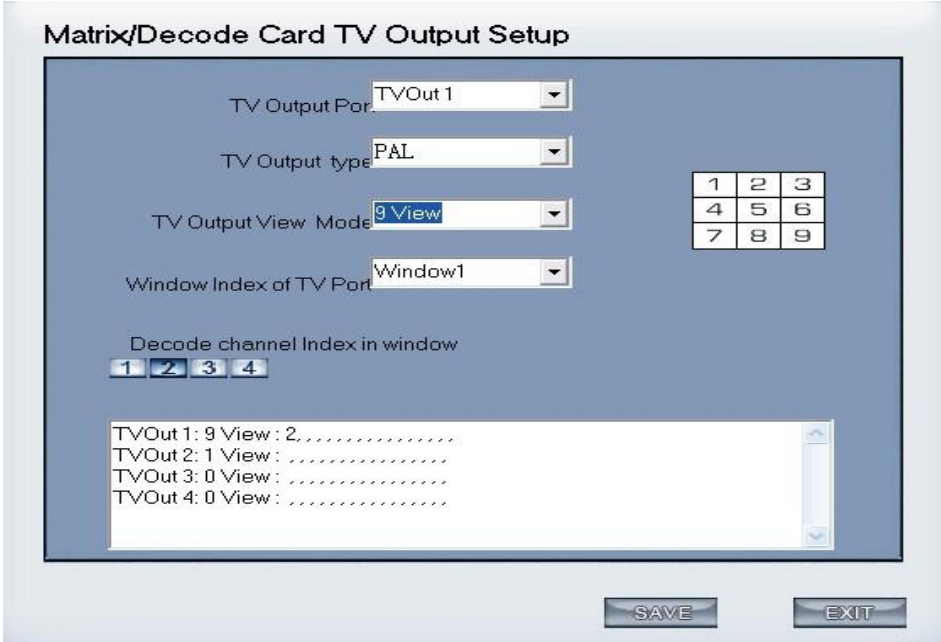 Matrix/Decode Card TV Output Setup
TV Output Por
TVOut 1
TV Output type
PAL
1 2 3
4 5 6
7 8 9
TV Output View Mode
9 View
Window Index of TV Port
Window1
Decode channel Index in window
1 2 3 4
TVOut 1: 9 View : 2, , , , , , , , , , , , , , , ,
TVOut 2: 1 View : , , , , , , , , , , , , , , , ,
TVOut 3: 0 View : , , , , , , , , , , , , , , , ,
TVOut 4: 0 View : , , , , , , , , , , , , , , , ,
SAVE EXIT